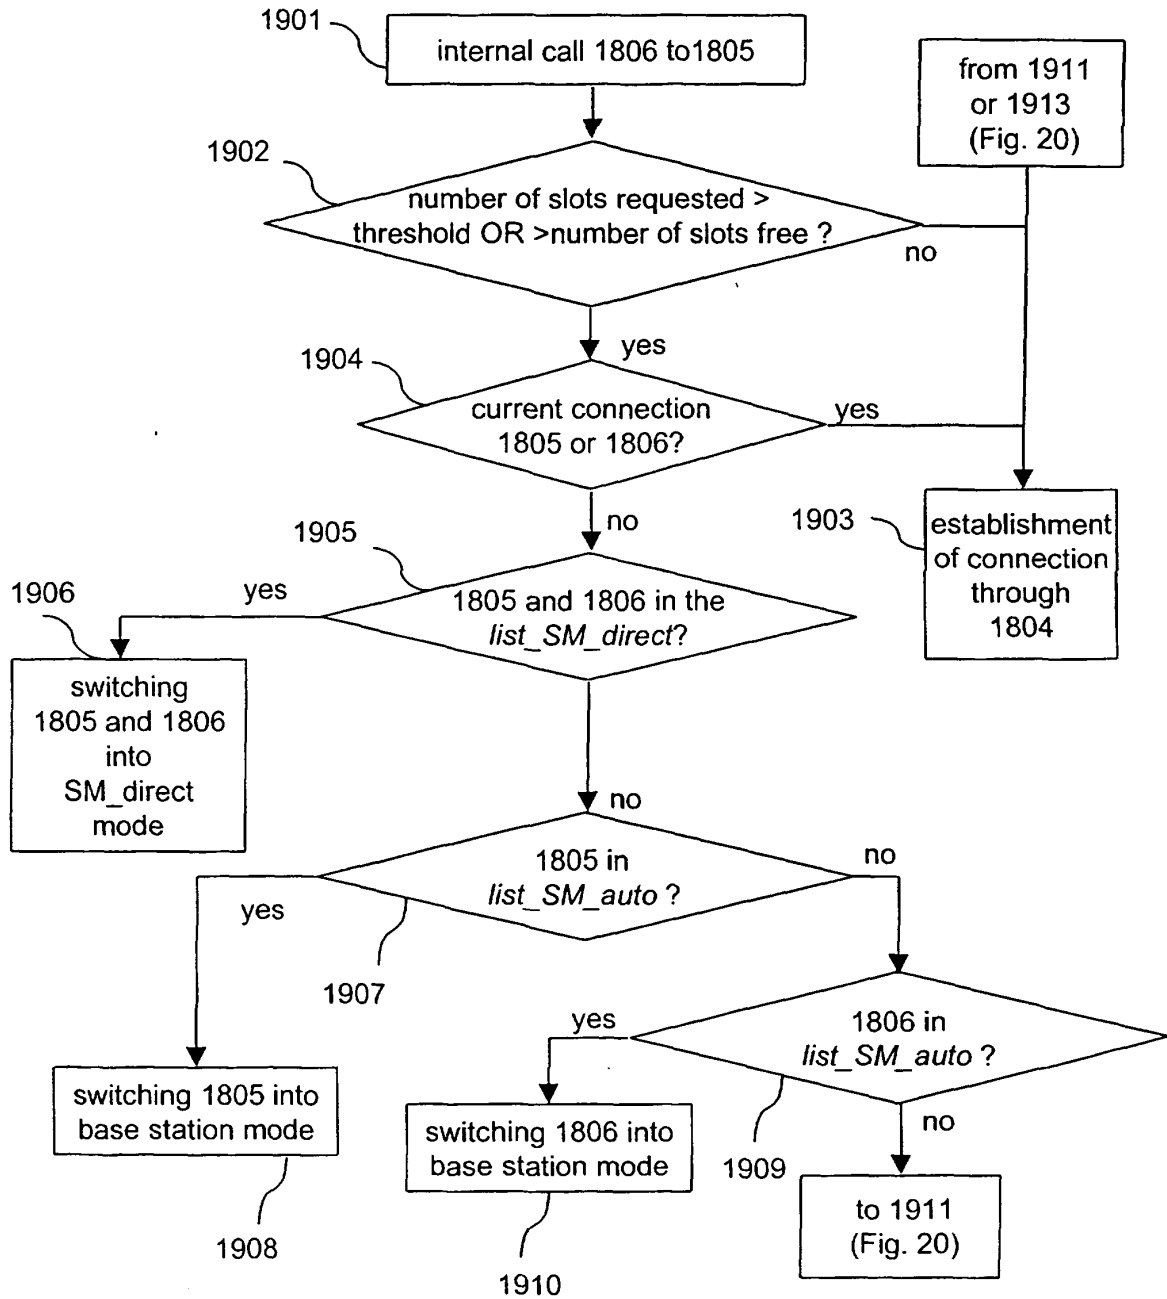 1901
internal call 1806 to1805
from 1911
or 1913
(Fig. 20)
1902
number of slots requested >
threshold OR >number of slots free ?
no
yes
1904
current connection
1805 or 1806?
yes
no
1903
establishment
of connection
through
1804
1905
1805 and 1806 in the
list_SM_direct?
yes
1906
switching
1805 and 1806
into
SM_direct
mode
no
1805 in
list_SM_auto ?
no
yes
1907
1806 in
list_SM_auto ?
yes
switching 1805 into
base station mode
1908
switching 1806 into
base station mode
1910
1909
no
to 1911
(Fig. 20)